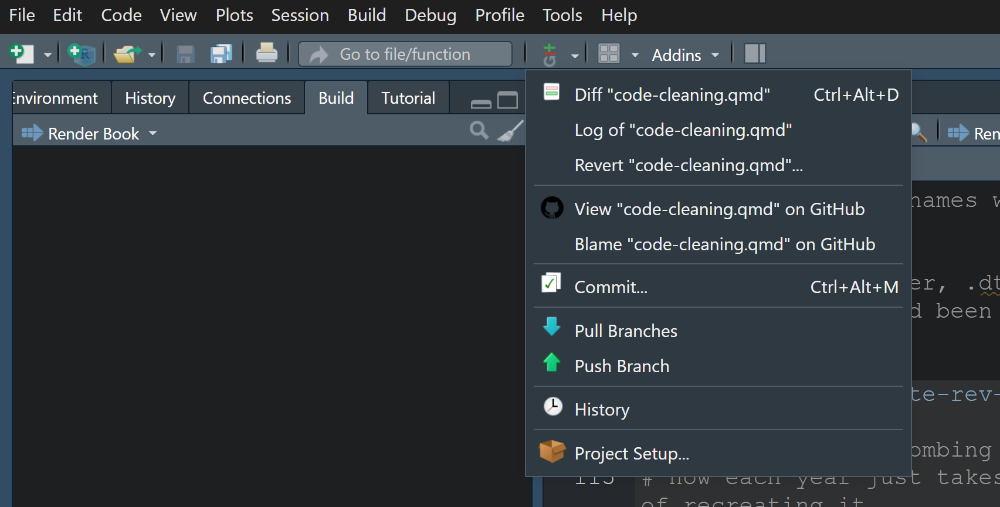 File Edit Code View Plots Session Build Debug Profile Tools Help
Go to file/function
Git
Addins
Environment History Connections Build Tutorial
Render Book
Diff "code-cleaning.qmd" Ctrl+Alt+D
Log of "code-cleaning.qmd"
Revert "code-cleaning.qmd"...
View "code-cleaning.qmd" on GitHub
Blame "code-cleaning.qmd" on GitHub
Commit... Ctrl+Alt+M
Pull Branches
Push Branch
History
Project Setup...
Ren
names w
er, .dt
d been
te-rev-
ombing
115 # now each year just takes
of recreating it